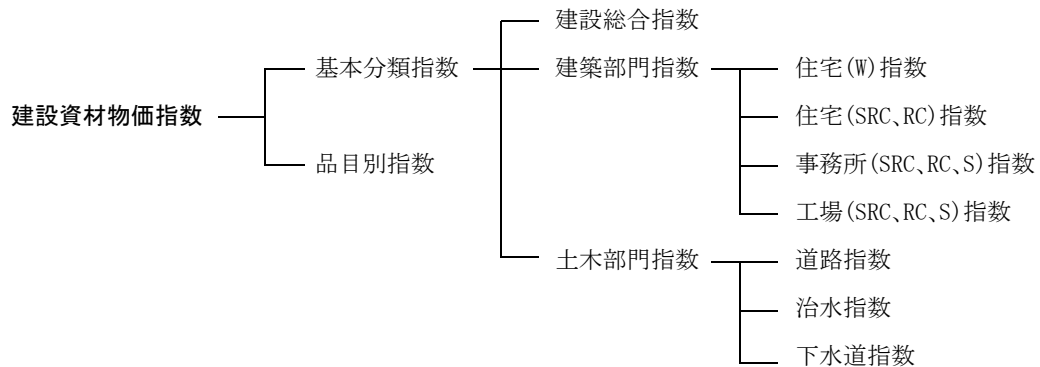 建設総合指数
基本分類指数
建築部門指数
住宅(W)指数
建設資材物価指数
住宅(SRC、RC)指数
品目別指数
事務所(SRC、RC、S)指数
工場(SRC、RC、S)指数
土木部門指数
道路指数
治水指数
下水道指数